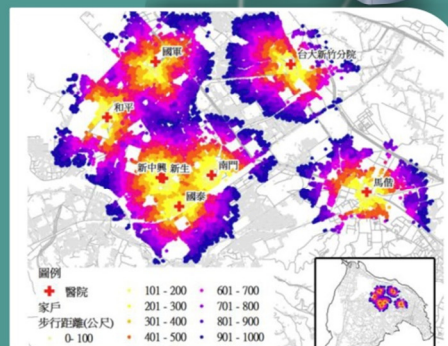 國軍
台大新竹分院
和平
新中興
新生
南門
國泰
馬偕
圖例
醫院
家戶
步行距離(公尺)
0-100
101 - 200
201 - 300
301 - 400
401 - 500
601 - 700
701 - 800
801 - 900
901 - 1000